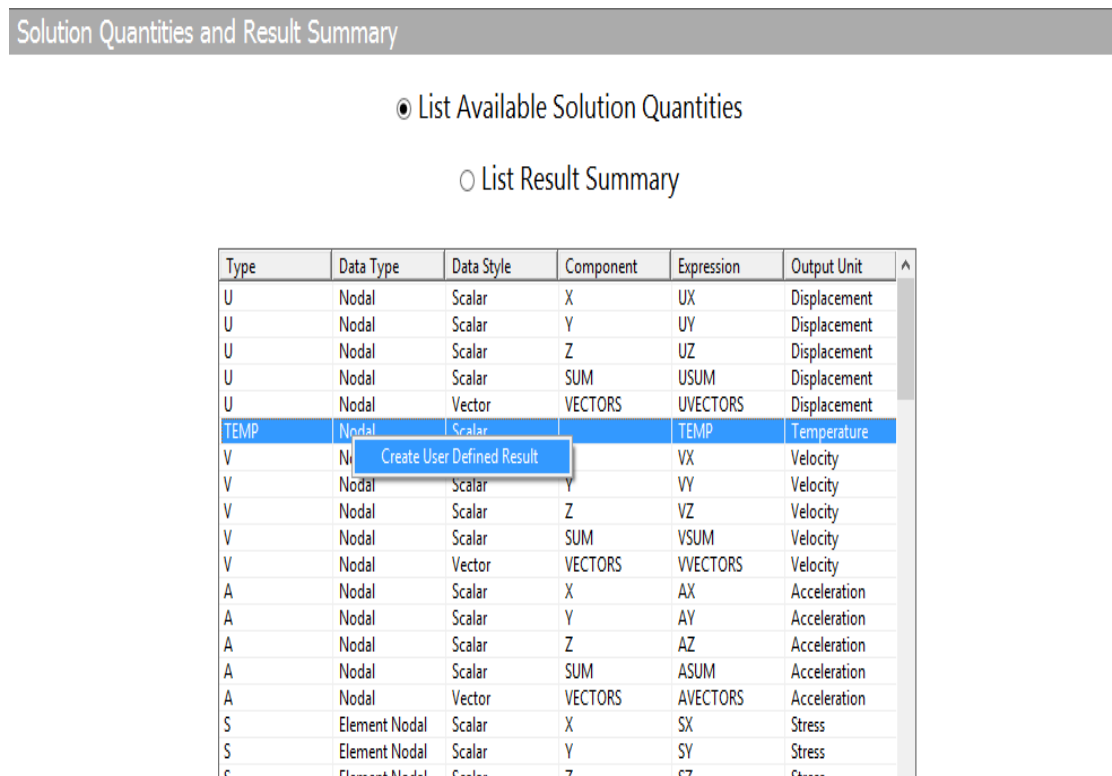 Solution Quantities and Result Summary
List Available Solution Quantities
List Result Summary
Type Data Type Data Style Component Expression Output Unit
U Nodal Scalar X UX Displacement
U Nodal Scalar Y UY Displacement
U Nodal Scalar Z UZ Displacement
U Nodal Scalar SUM USUM Displacement
U Nodal Vector VECTORS UVECTORS Displacement
TEMP Nodal Scalar TEMP Temperature
V Create User Defined Result VX Velocity
V Nodal Scalar Y VY Velocity
V Nodal Scalar Z VZ Velocity
V Nodal Scalar SUM VSUM Velocity
V Nodal Vector VECTORS VVECTORS Velocity
A Nodal Scalar X AX Acceleration
A Nodal Scalar Y AY Acceleration
A Nodal Scalar Z AZ Acceleration
A Nodal Scalar SUM ASUM Acceleration
A Nodal Vector VECTORS AVECTORS Acceleration
S Element Nodal Scalar X SX Stress
S Element Nodal Scalar Y SY Stress
S Element Nodal Scalar Z SZ Stress